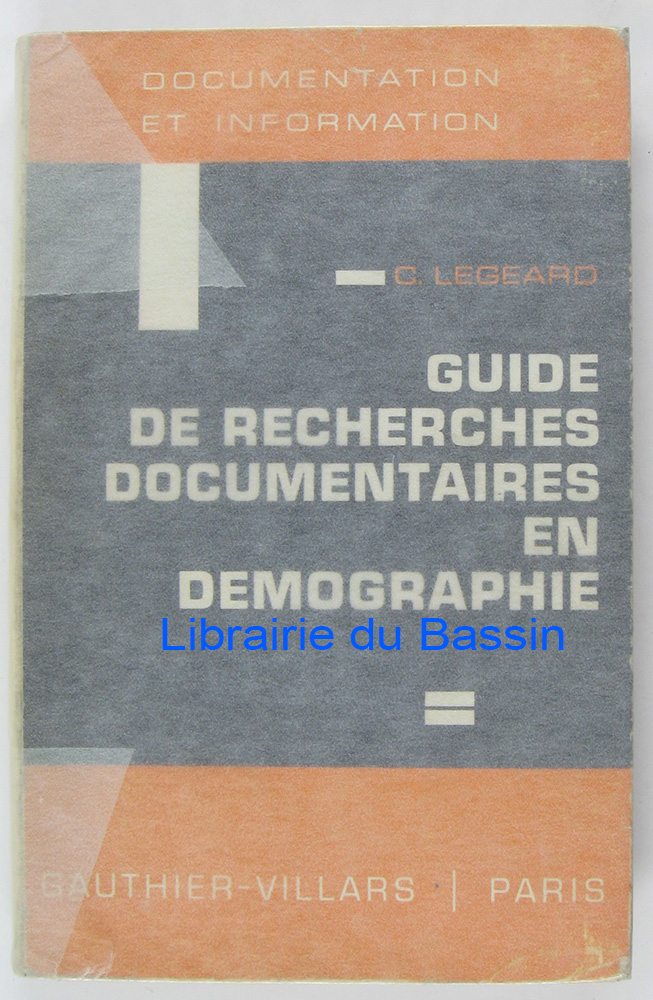 DOCUMENTATION
ET INFORMATION
C. LEGEARD
GUIDE
DE RECHERCHES
DOCUMENTAIRES
EN
DEMOGRAPHIE
Librairie du Bassin
GAUTHIER-VILLARS | PARIS